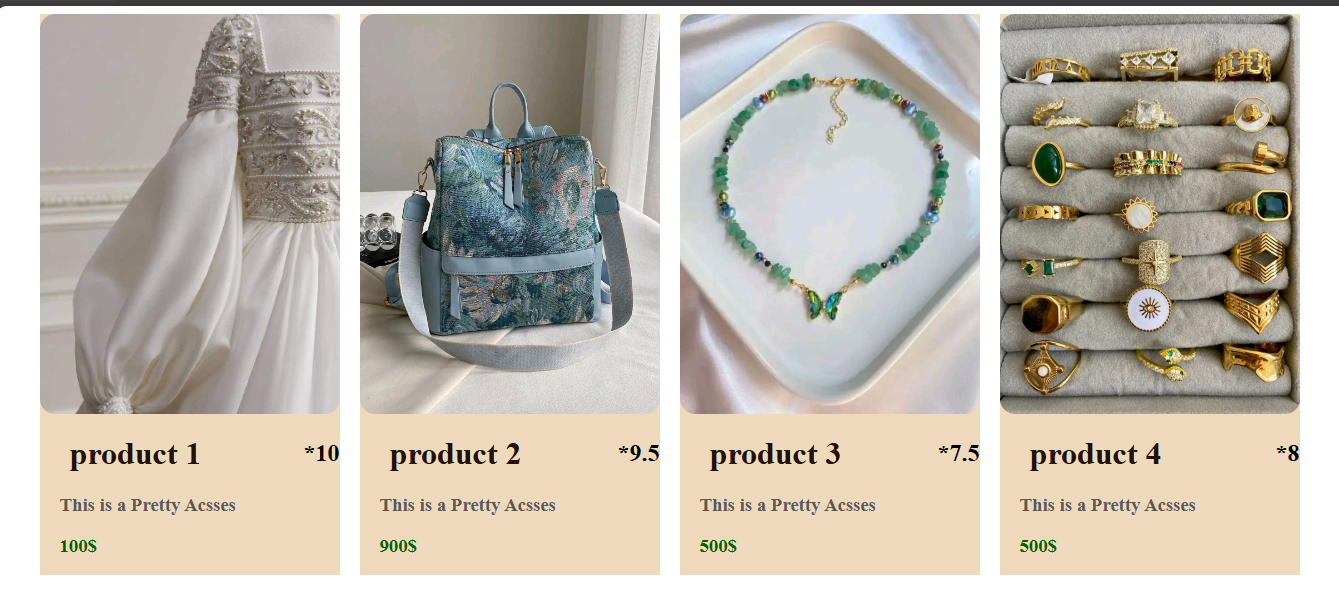 product 1 *10
This is a Pretty Acsses
100$
product 2 *9.5
This is a Pretty Acsses
900$
product 3 *7.5
This is a Pretty Acsses
500$
product 4 *8
This is a Pretty Acsses
500$